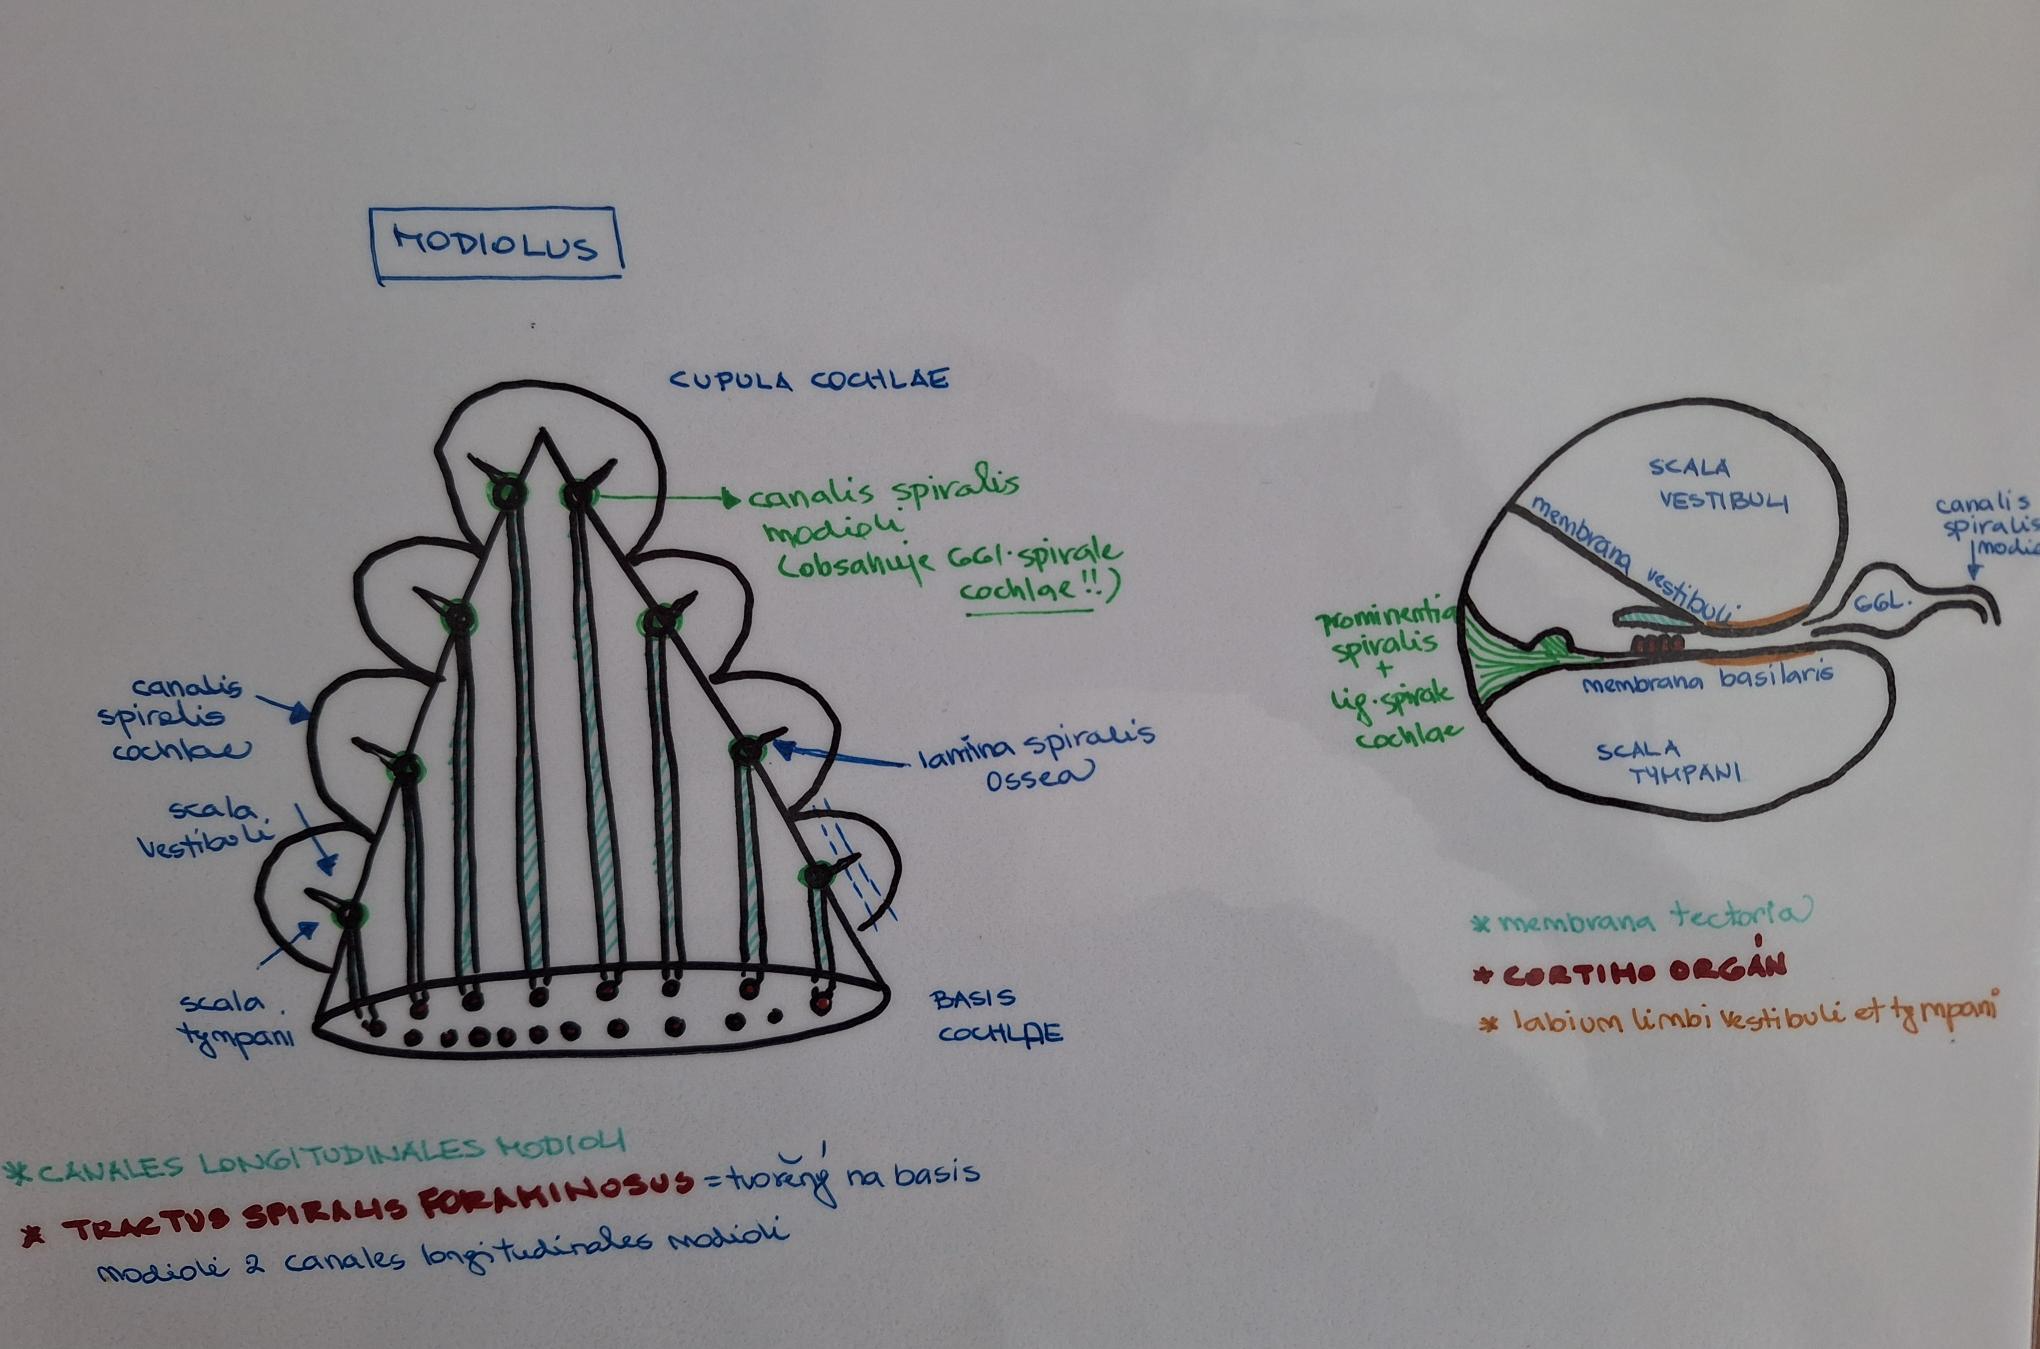 MODIOLUS
CUPULA COCHLAE
canalis spiralis
modioli
(obsahuje GGL. spirale
cochlae!!)
canalis
spiralis
cochlae
scala
vestibuli
lamina spiralis
ossea
scala
tympani
BASIS
COCHLAE
*CANALES LONGITUDINALES MODIOLI
* TRACTUS SPIRALIS FORAMINOSUS = tvořený na basis
modioli z canales longitudinales modioli
SCALA
VESTIBULI
membrana vestibuli
canalis
spiralis
GGL.
prominentia
spiralis
+
lig. spirale
cochlae
membrana basilaris
SCALA
TYMPANI
*membrana tectoria
* CORTIHO ORGÁN
* labium limbi vestibuli et tympani